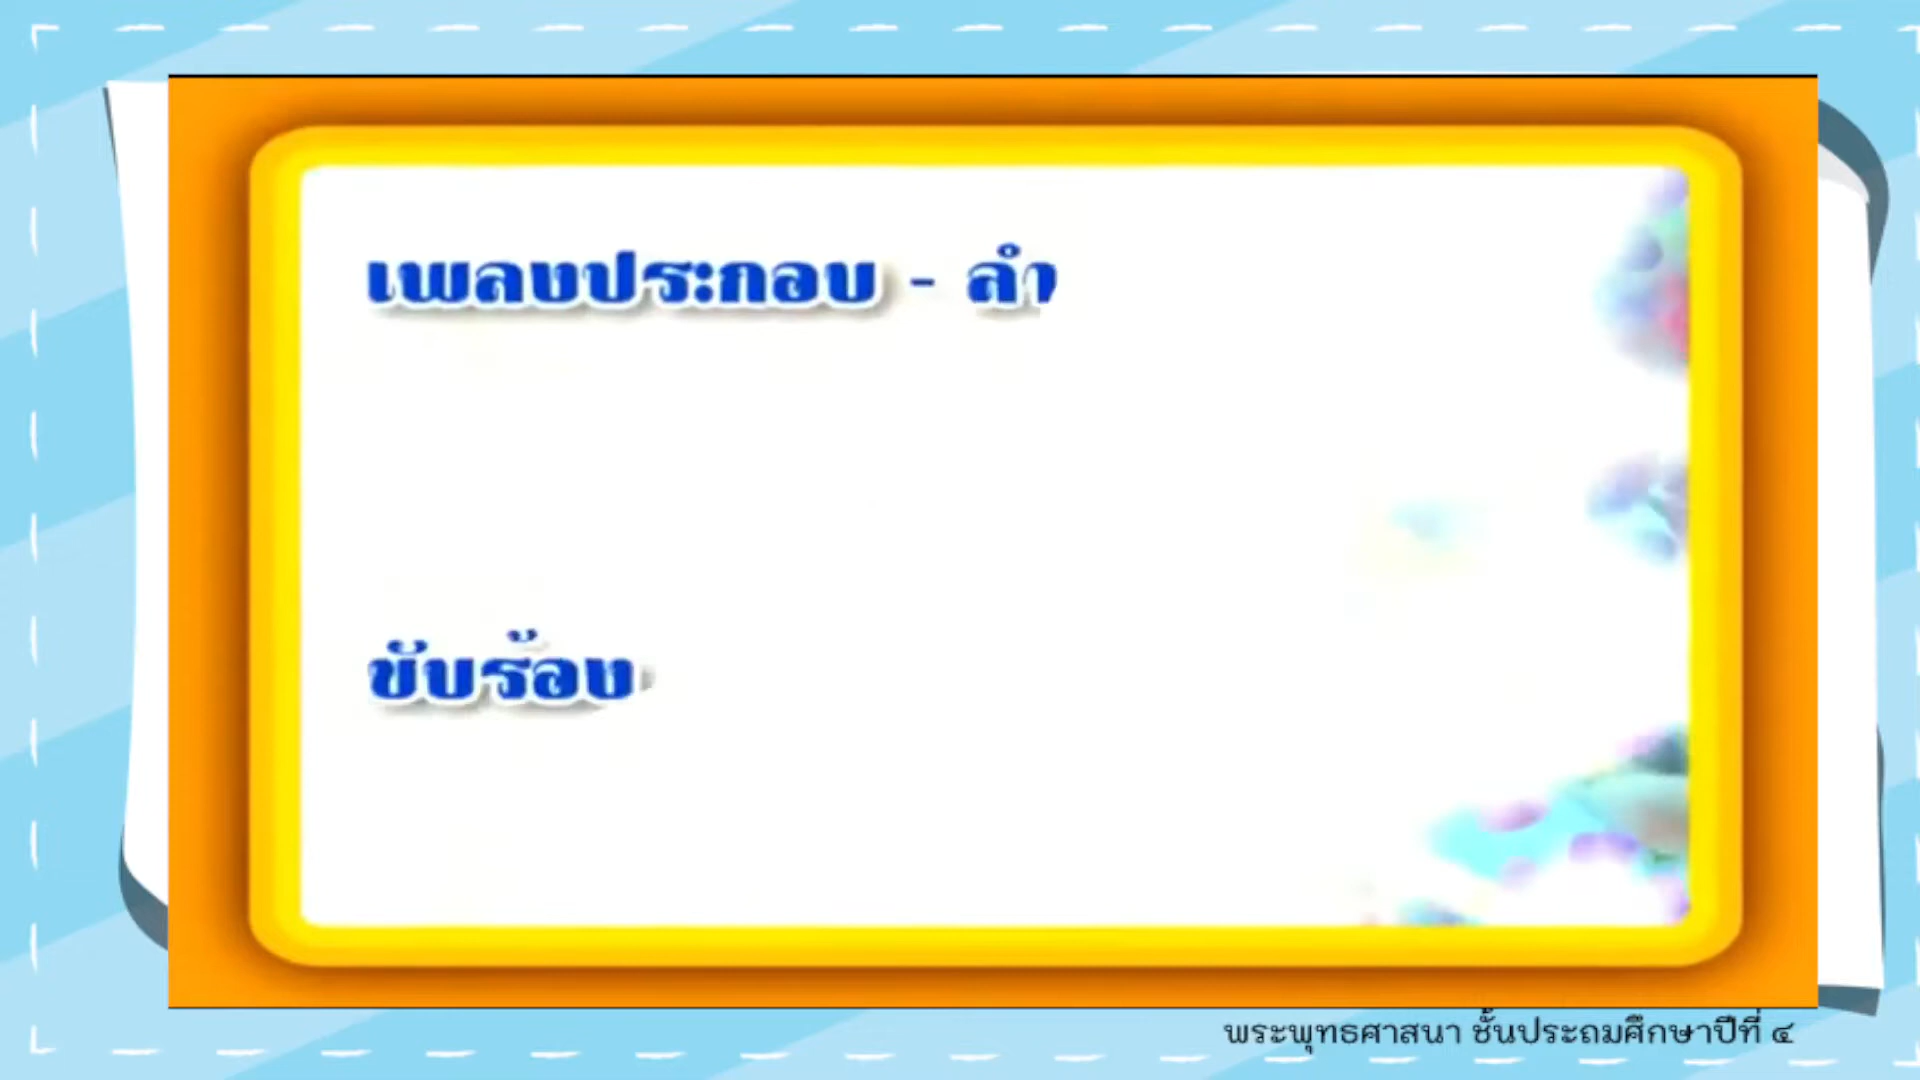 เพลงประกอบ - ลำ
ขับร้อง
พระพุทธศาสนา ชั้นประถมศึกษาปีที่ ๔